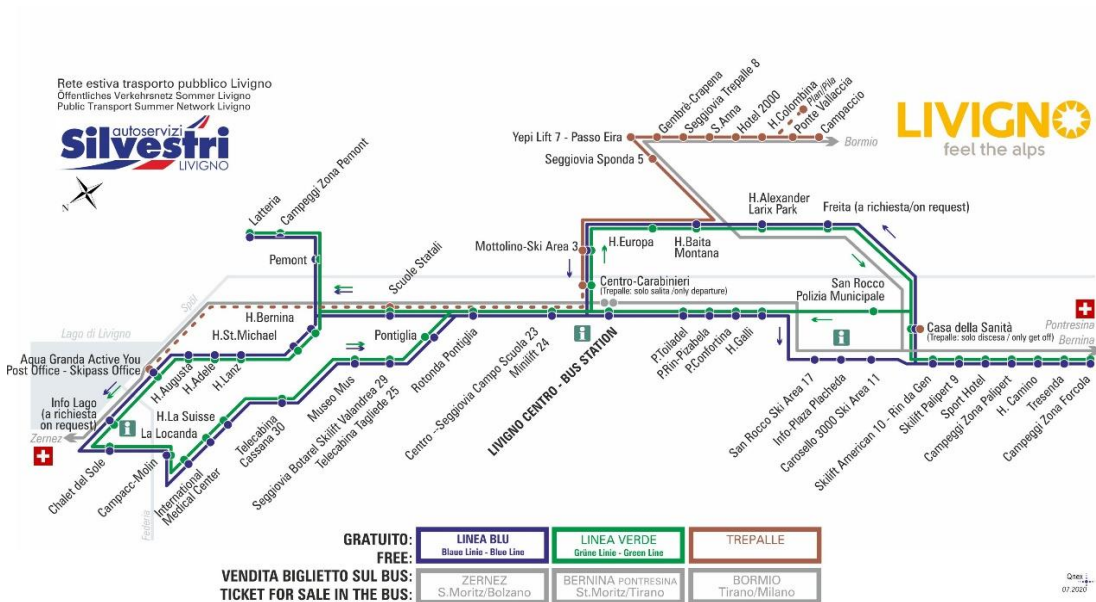 Rete estiva trasporto pubblico Livigno
Öffentliches Verkehrsnetz Sommer Livigno
Public Transport Summer Network Livigno
autoservizi
Silvestri
LIVIGNO
N
LIVIGNO
feel the alps
Yepi Lift 7 - Passo Eira
Gembrè-Crapena
Seggiovia Trepalle 8
S.Anna
Hotel 2000
H.Colombina
Plan/Pila
Ponte Vallaccia
Campaccio
Bormio
Seggiovia Sponda 5
Latteria
Campeggi Zona Pemont
Pemont
Scuole Statali
Mottolino-Ski Area 3
H.Europa
H.Baita
Montana
H.Alexander
Larix Park
Freita (a richiesta/on request)
Centro-Carabinieri
(Trepalle: solo salita /only departure)
San Rocco
Polizia Municipale
Casa della Sanità
(Trepalle: solo discesa / only get off)
Pontresina
Bernina
Spöl
Lago di Livigno
H.Bernina
H.St.Michael
Aqua Granda Active You
Post Office - Skipass Office
H.Augusta
H.Adele
H.Lanz
Info Lago
(a richiesta
on request)
Zernez
i
H.La Suisse
La Locanda
Chalet del Sole
Campacc-Molin
Federia
International
Medical Center
Telecabina
Cassana 30
Museo Mus
Seggiovia Botarel Skilift Valandrea 29
Telecabina Tagliede 25
Pontiglia
Rotonda Pontiglia
Centro -Seggiovia Campo Scuola 23
Minilift 24
i
LIVIGNO CENTRO - BUS STATION
P.Toiladel
P.Rin-Pizabela
P.Confortina
H.Galli
i
San Rocco Ski Area 17
Info-Plaza Placheda
Carosello 3000 Ski Area 11
Skilift American 10 - Rin da Gen
Skilift Palipert 9
Sport Hotel
Campeggi Zona Palipert
H. Camino
Tresenda
Campeggi Zona Forcola
GRATUITO:
FREE:
LINEA BLU
Blaue Linie - Blue Line
LINEA VERDE
Grüne Linie - Green Line
TREPALLE
VENDITA BIGLIETTO SUL BUS:
TICKET FOR SALE IN THE BUS:
ZERNEZ
S.Moritz/Bolzano
BERNINA PONTRESINA
St.Moritz/Tirano
BORMIO
Tirano/Milano
Qnex
07.2020